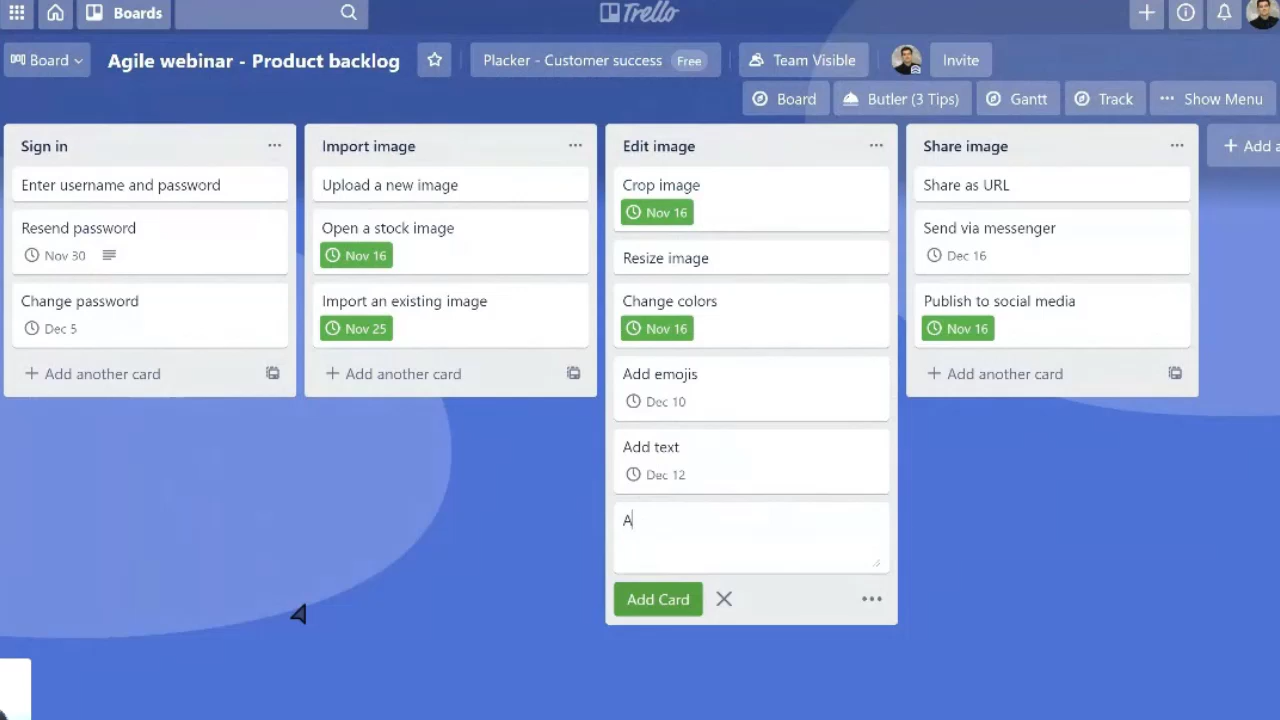 Boards
Trello
Board
Agile webinar - Product backlog
Placker - Customer success Free
Team Visible
Invite
Board
Butler (3 Tips)
Gantt
Track
Show Menu
Sign in
Enter username and password
Resend password
Nov 30
Change password
Dec 5
+ Add another card
Import image
Upload a new image
Open a stock image
Nov 16
Import an existing image
Nov 25
+ Add another card
Edit image
Crop image
Nov 16
Resize image
Change colors
Nov 16
Add emojis
Dec 10
Add text
Dec 12
A
Add Card
Share image
Share as URL
Send via messenger
Dec 16
Publish to social media
Nov 16
+ Add another card
+ Add a